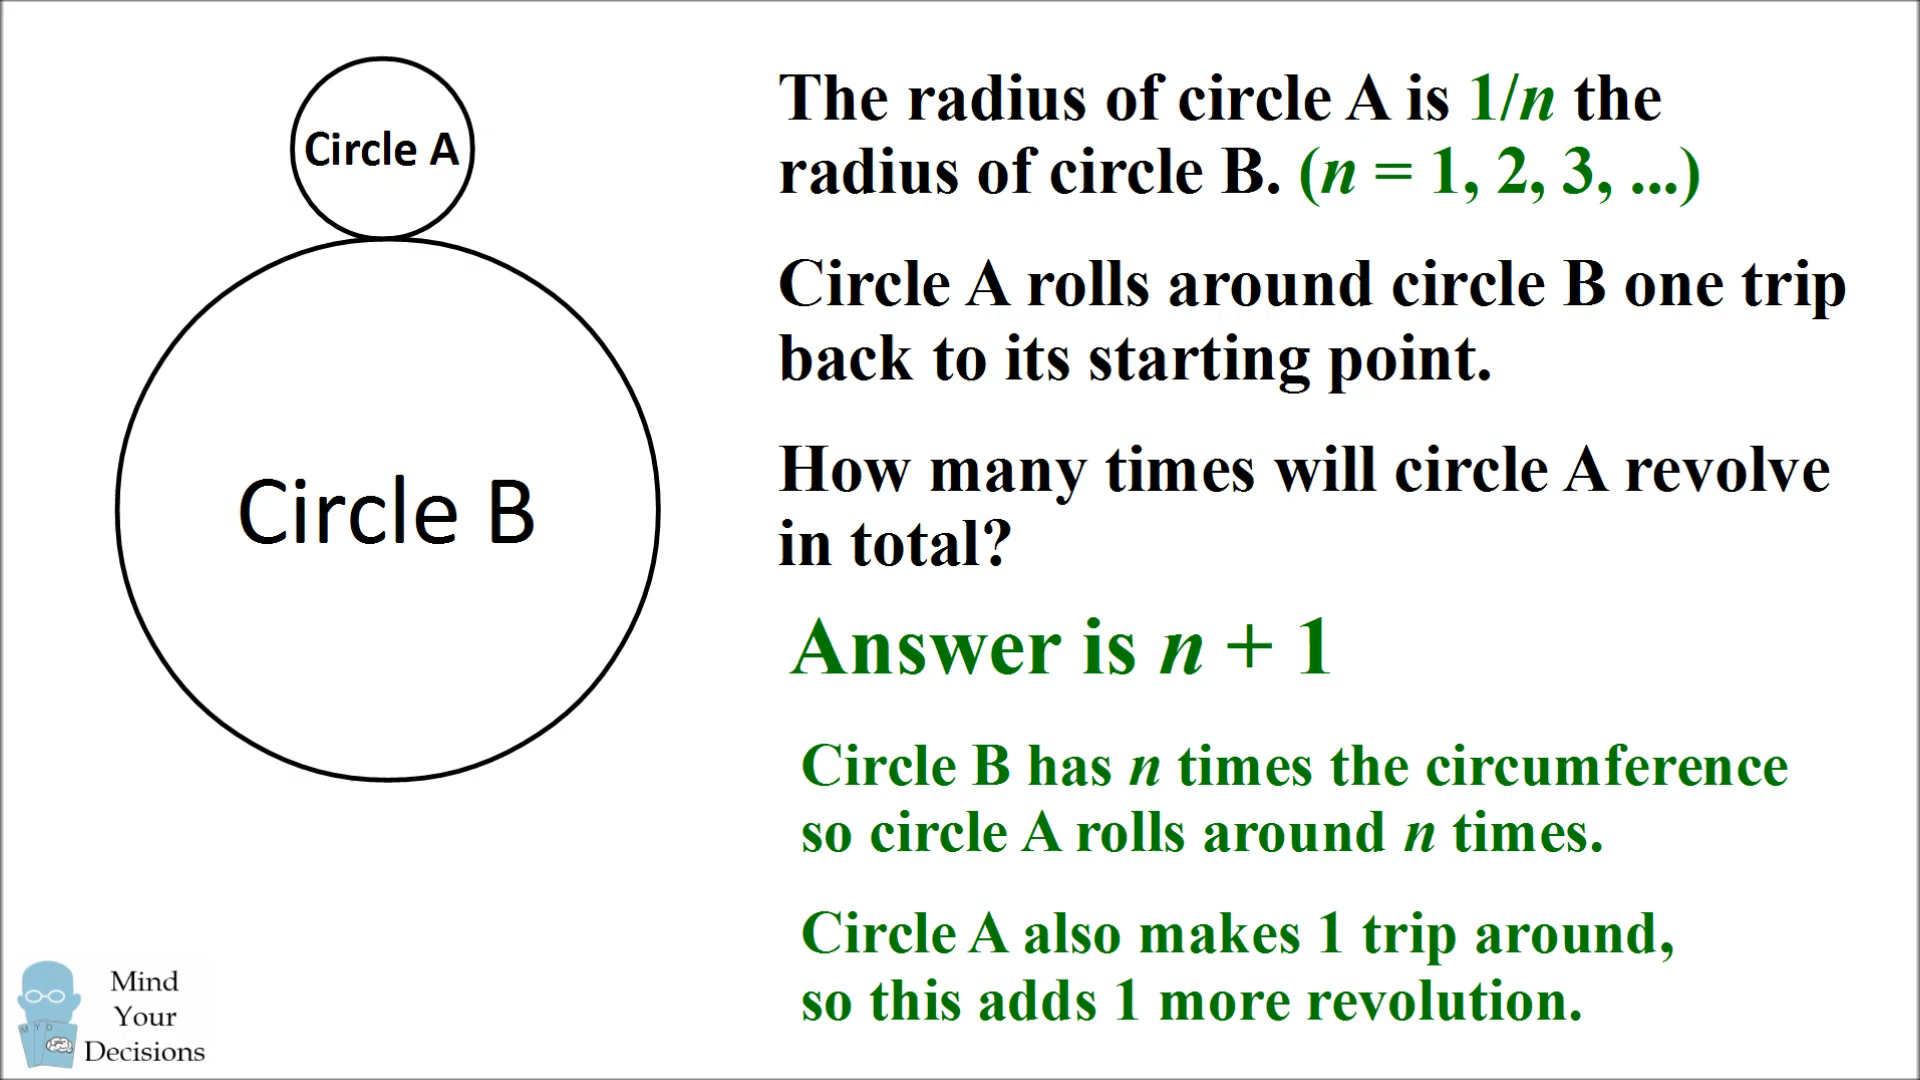 Circle A
Circle B
The radius of circle A is 1/n the
radius of circle B. (n = 1, 2, 3, ...)
Circle A rolls around circle B one trip
back to its starting point.
How many times will circle A revolve
in total?
Answer is n + 1
Circle B has n times the circumference
so circle A rolls around n times.
Circle A also makes 1 trip around,
so this adds 1 more revolution.
M Y D
Mind
Your
Decisions